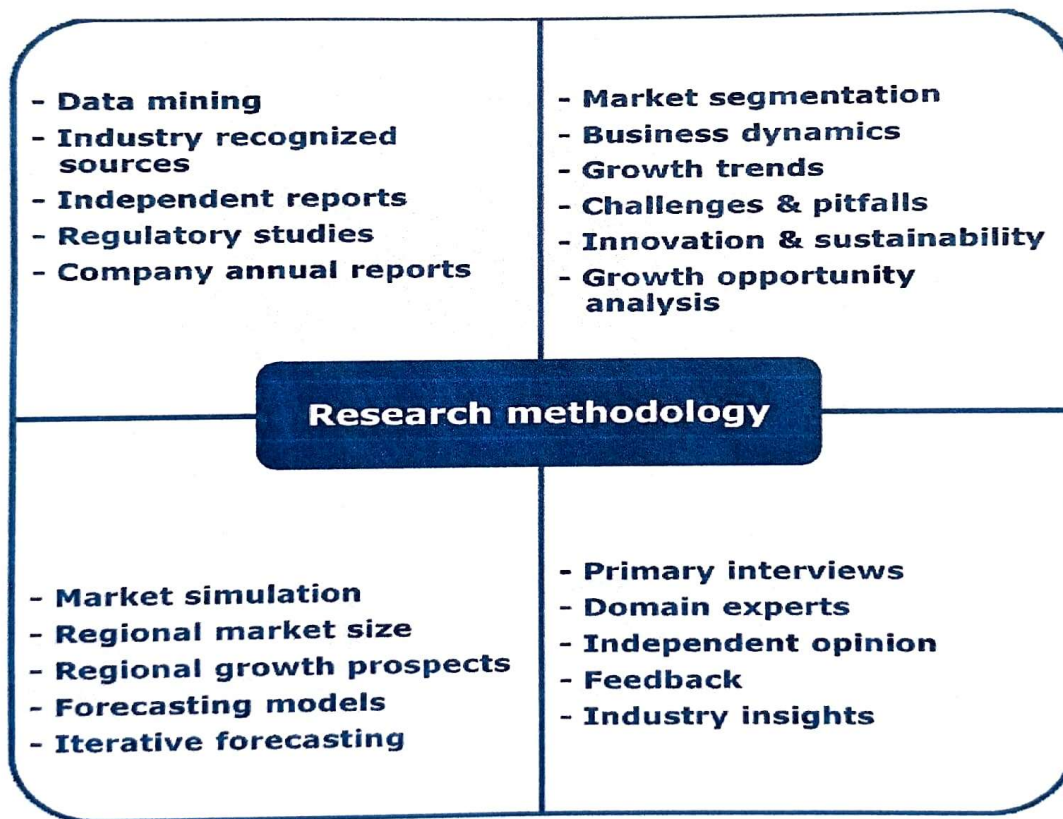 - Data mining
- Industry recognized
sources
- Independent reports
- Regulatory studies
- Company annual reports
- Market segmentation
- Business dynamics
- Growth trends
- Challenges & pitfalls
- Innovation & sustainability
- Growth opportunity
analysis
Research methodology
- Market simulation
- Regional market size
- Regional growth prospects
- Forecasting models
- Iterative forecasting
- Primary interviews
- Domain experts
- Independent opinion
- Feedback
- Industry insights